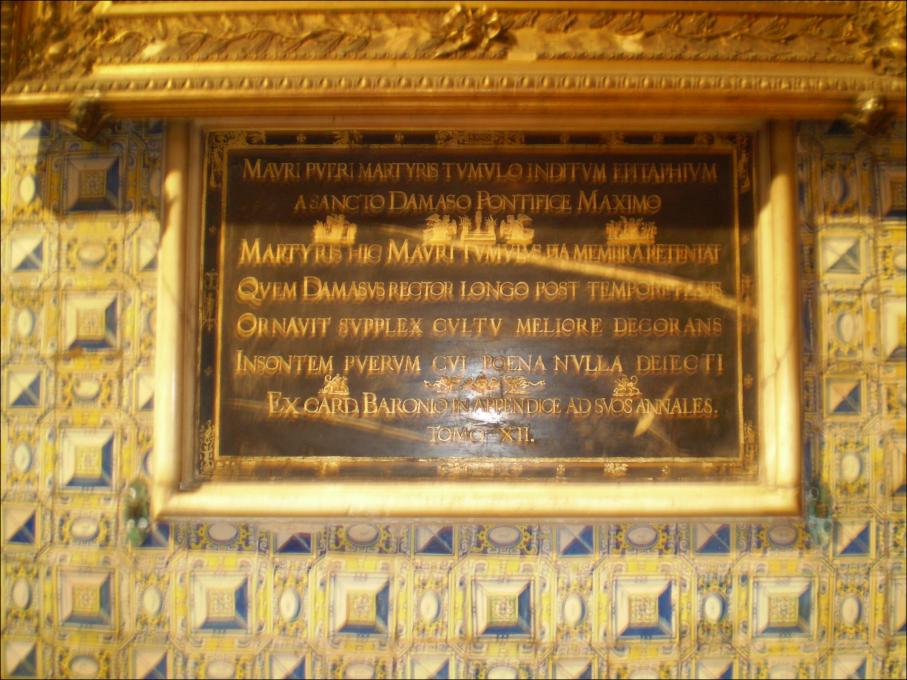 MAVRI PVERI MARTYRIS TVMVLO INDITVM EPITAPHIVM
A SANCTO DAMASO PONTIFICE MAXIMO
MARTYRIS HIC MAVRI TVMVLVS PIA MEMBRA RETENTAT
QVEM DAMASVS RECTOR LONGO POST TEMPORE
ORNAVIT SVPPLEX CVLTV MELIORE DECORANS
INSONTEM PVERVM CVI POENA NVLLA DEIECTI
EX CARD. BARONIO IN APPENDICE AD SVOS ANNALES.
TOMO XII.